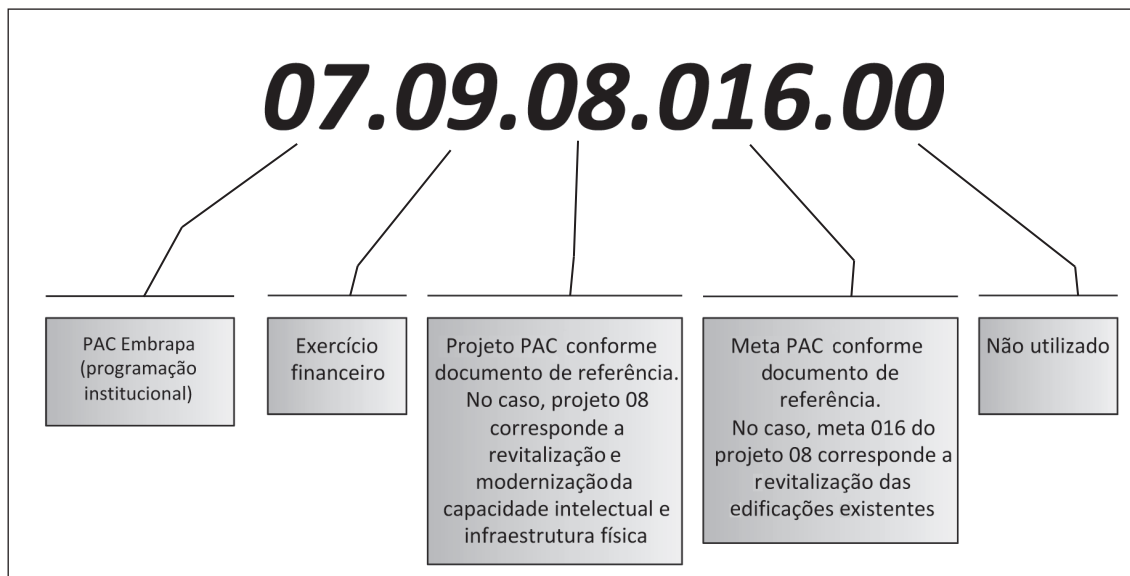 07.09.08.016.00
PAC Embrapa
(programação
institucional)
Exercício
financeiro
Projeto PAC conforme
documento de referência.
No caso, projeto 08
corresponde a
revitalização e
modernizaçãoda
capacidade intelectual e
infraestrutura física
Meta PAC conforme
documento de
referência.
No caso, meta 016 do
projeto 08 corresponde a
revitalização das
edificações existentes
Não utilizado